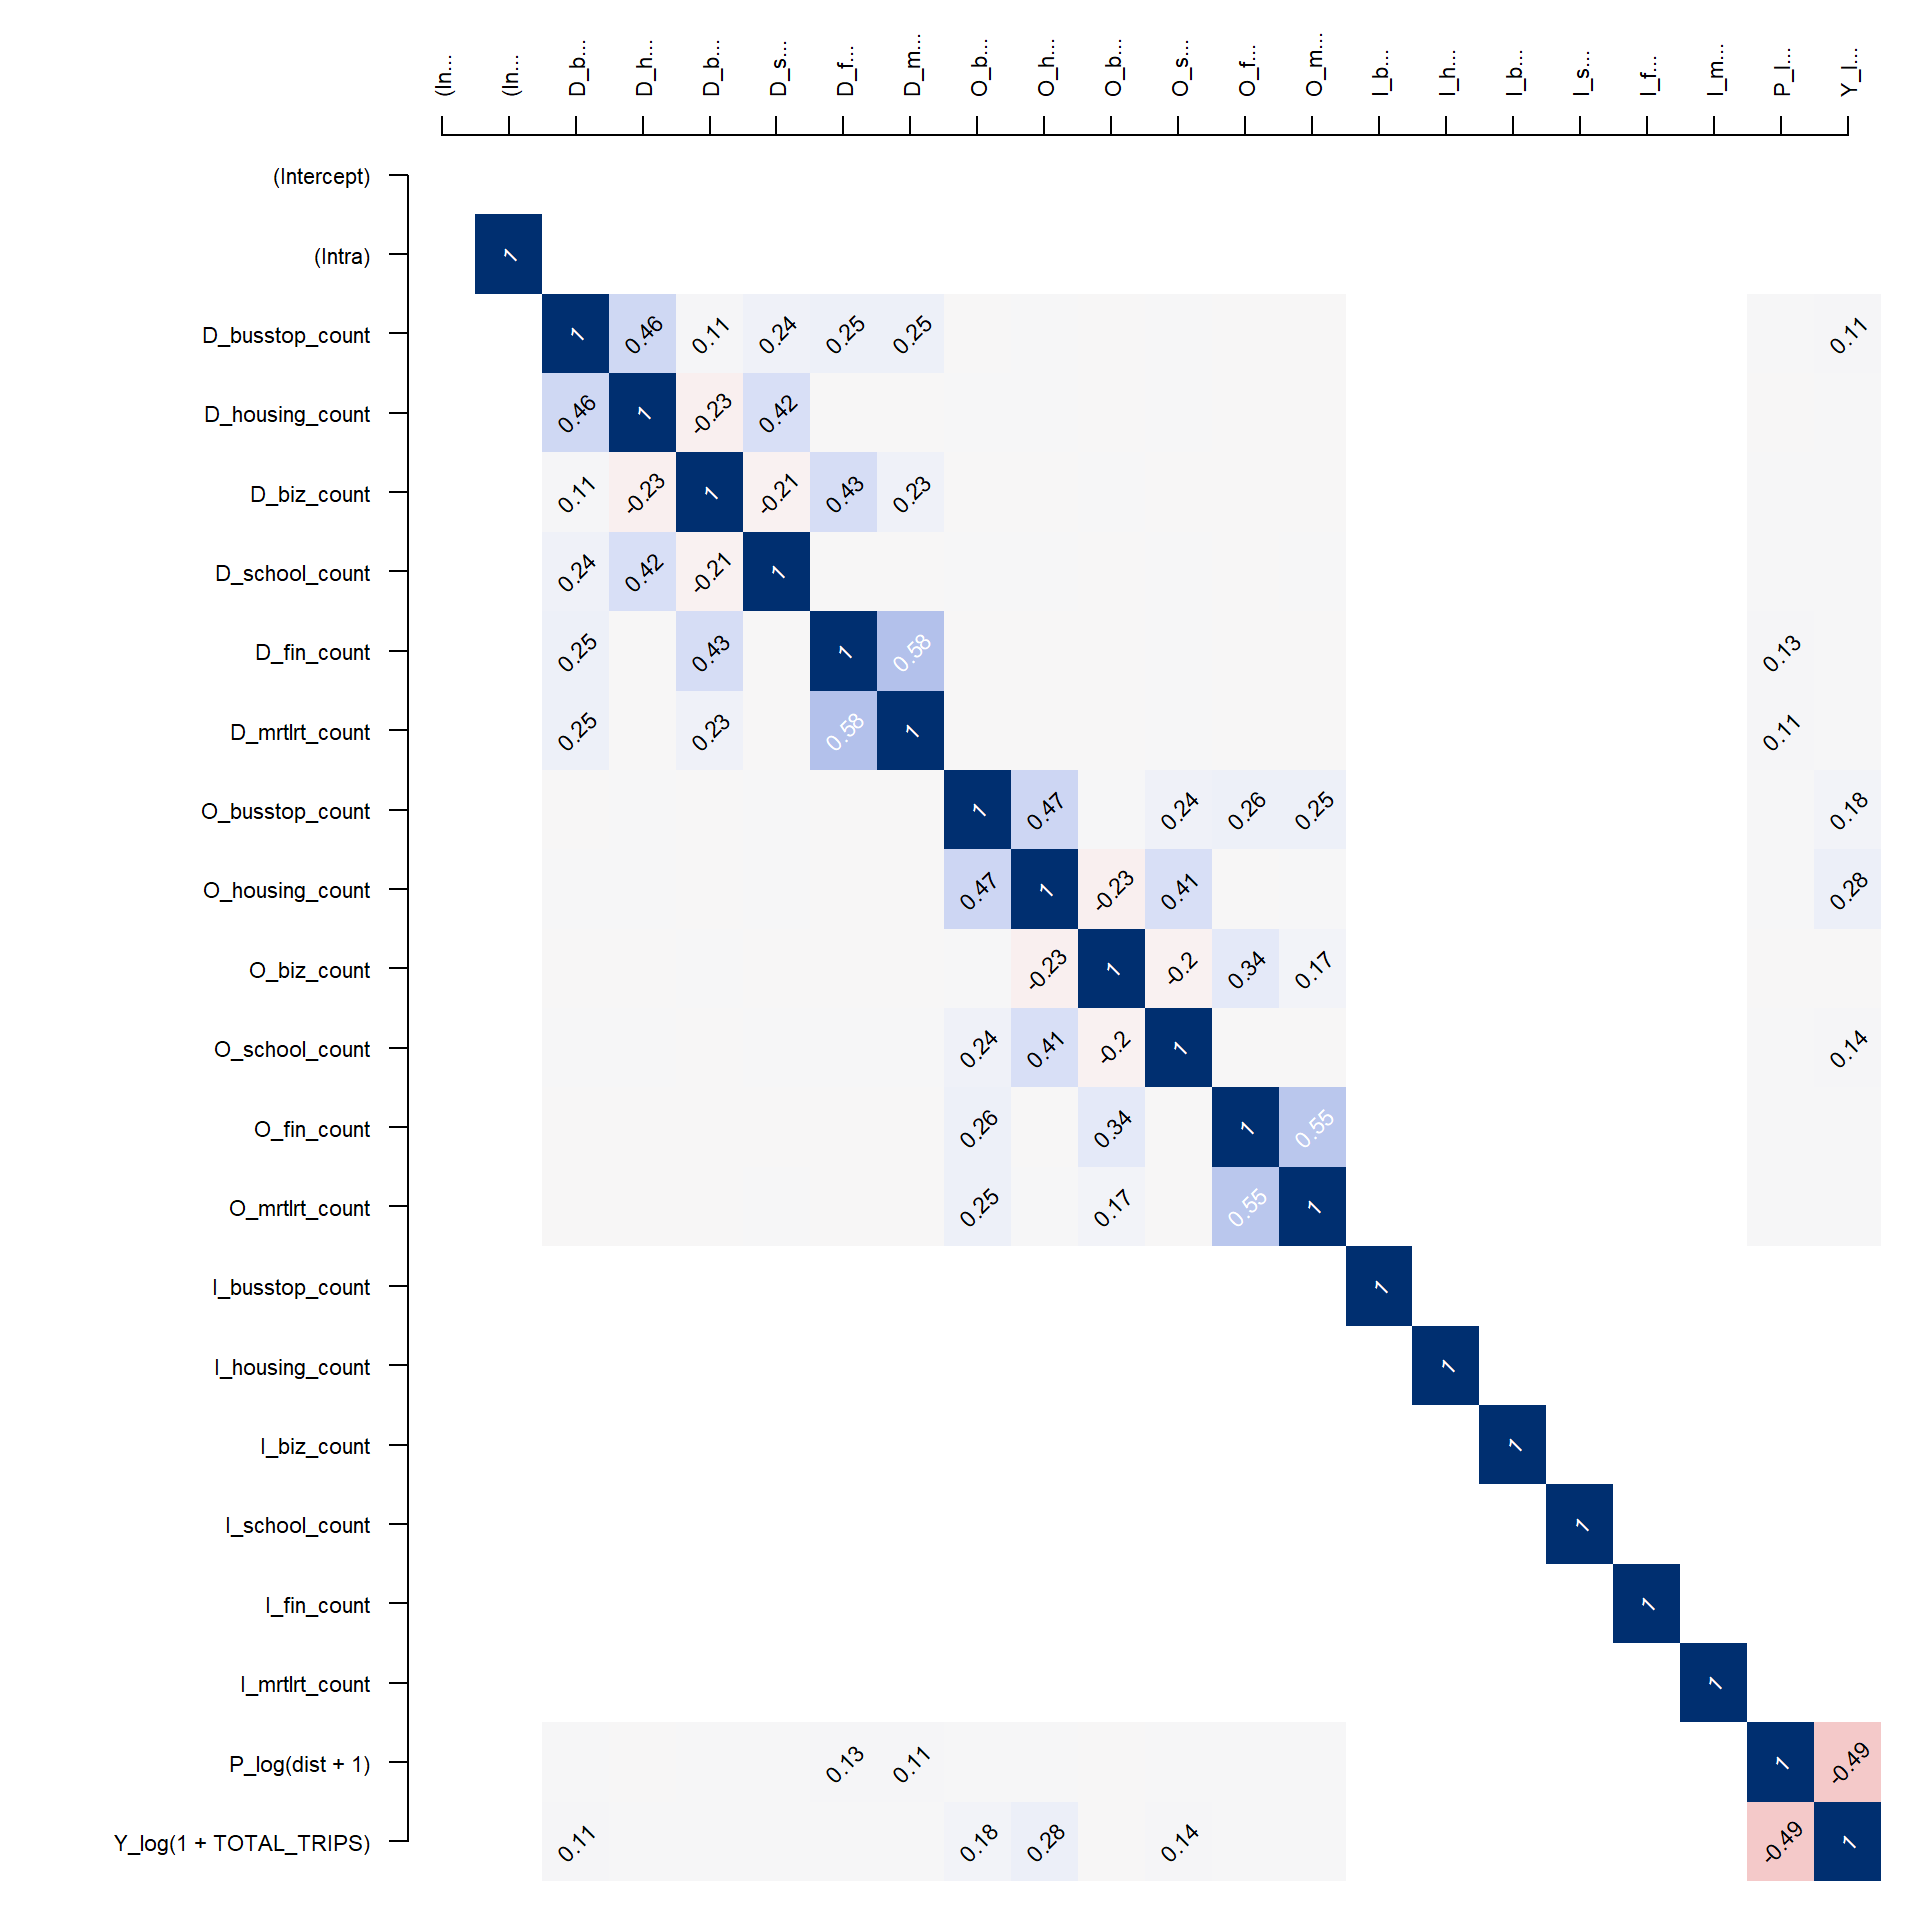 (In... (In... D_b... D_h... D_b... D_s... D_f... D_m... O_b... O_h... O_b... O_s... O_f... O_m... I_b... I_h... I_b... I_s... I_f... I_m... P_l... Y_l...
(Intercept)
(Intra) 1
D_busstop_count 1 0.46 0.11 0.24 0.25 0.25 0.11
D_housing_count 0.46 1 -0.23 0.42
D_biz_count 0.11 -0.23 1 -0.21 0.43 0.23
D_school_count 0.24 0.42 -0.21 1
D_fin_count 0.25 0.43 1 0.58 0.13
D_mrtlrt_count 0.25 0.23 0.58 1 0.11
O_busstop_count 1 0.47 0.24 0.26 0.25 0.18
O_housing_count 0.47 1 -0.23 0.41 0.28
O_biz_count -0.23 1 -0.2 0.34 0.17
O_school_count 0.24 0.41 -0.2 1 0.14
O_fin_count 0.26 0.34 1 0.55
O_mrtlrt_count 0.25 0.17 0.55 1
I_busstop_count 1
I_housing_count 1
I_biz_count 1
I_school_count 1
I_fin_count 1
I_mrtlrt_count 1
P_log(dist + 1) 0.13 0.11 1 -0.49
Y_log(1 + TOTAL_TRIPS) 0.11 0.18 0.28 0.14 -0.49 1